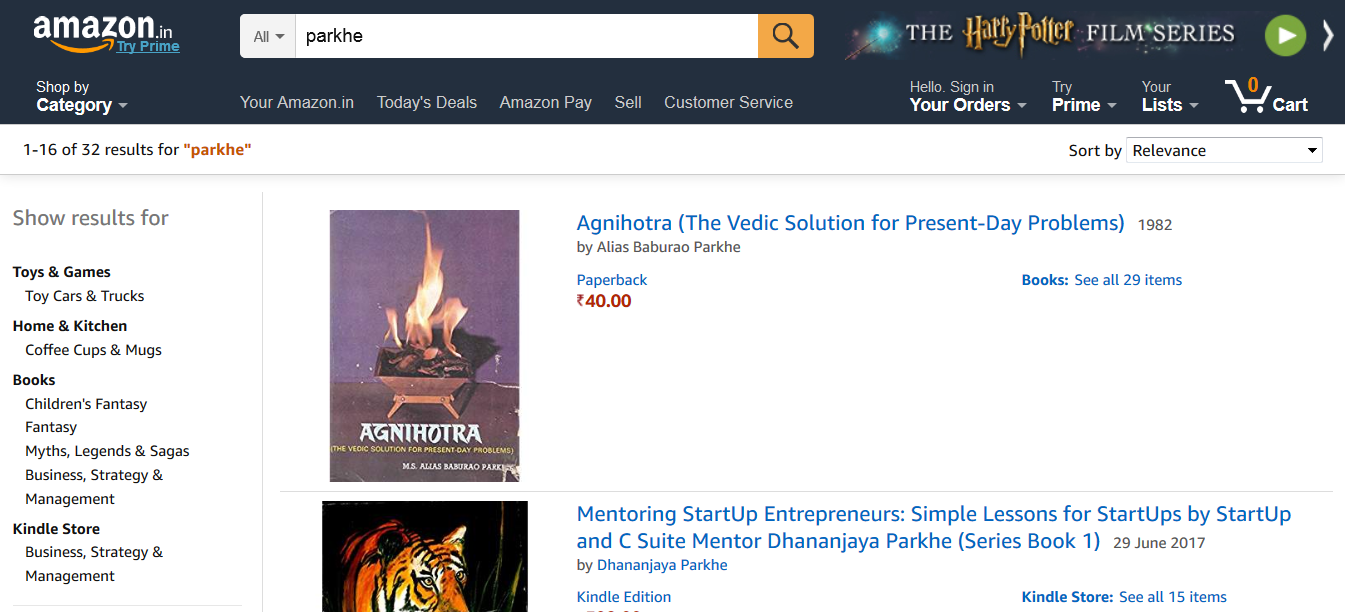 amazon.in
Try Prime
All
parkhe
THE Harry Potter FILM SERIES
Shop by
Category
Your Amazon.in
Today's Deals
Amazon Pay
Sell
Customer Service
Hello. Sign in
Your Orders
Try
Prime
Your
Lists
0
Cart
1-16 of 32 results for "parkhe"
Sort by Relevance
Show results for
Toys & Games
Toy Cars & Trucks
Home & Kitchen
Coffee Cups & Mugs
Books
Children's Fantasy
Fantasy
Myths, Legends & Sagas
Business, Strategy &
Management
Kindle Store
Business, Strategy &
Management
AGNIHOTRA
(THE VEDIC SOLUTION FOR PRESENT-DAY PROBLEMS)
M.S. ALIAS BABURAO PARKHE
Agnihotra (The Vedic Solution for Present-Day Problems) 1982
by Alias Baburao Parkhe
Paperback
₹40.00
Books: See all 29 items
Mentoring StartUp Entrepreneurs: Simple Lessons for StartUps by StartUp
and C Suite Mentor Dhananjaya Parkhe (Series Book 1) 29 June 2017
by Dhananjaya Parkhe
Kindle Edition
Kindle Store: See all 15 items